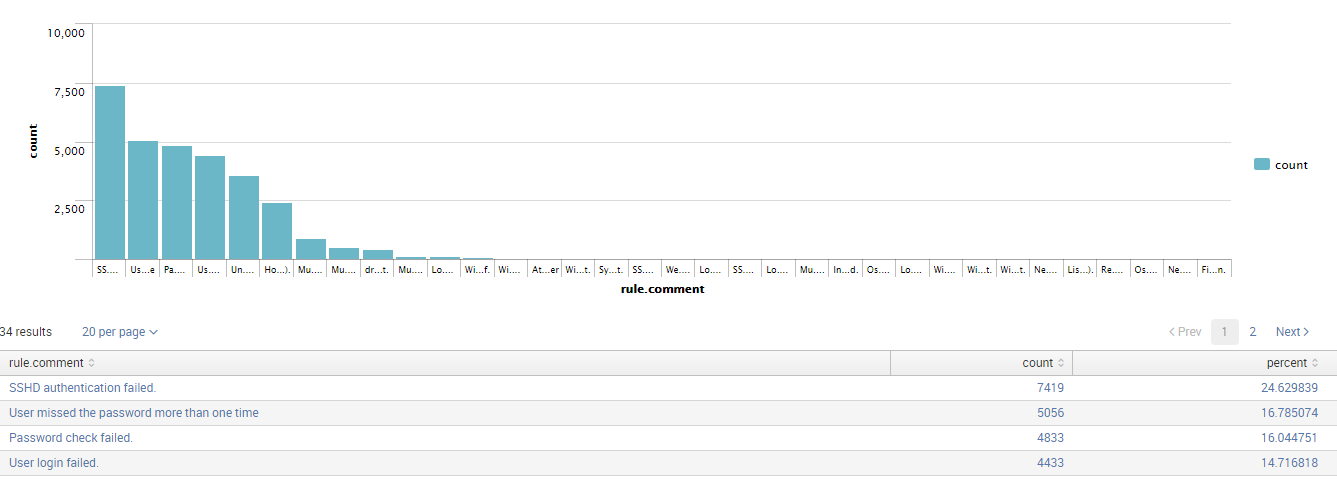 10,000
7,500
5,000
2,500
count
count
SS.... Us...e Pa.... Us.... Un.... Ho...). Mu.... Mu.... dr...t. Mu.... Lo.... Wi...f. Wi.... At...er Wi...t. Sy...t. SS.... We.... Lo.... SS.... Lo.... Mu.... In...d. Os.... Lo.... Wi.... Wi...t. Wi...t. Ne.... Lis...). Re.... Os.... Ne.... Fi...n.
rule.comment
34 results 20 per page Prev 1 2 Next
rule.comment count percent
SSHD authentication failed. 7419 24.629839
User missed the password more than one time 5056 16.785074
Password check failed. 4833 16.044751
User login failed. 4433 14.716818